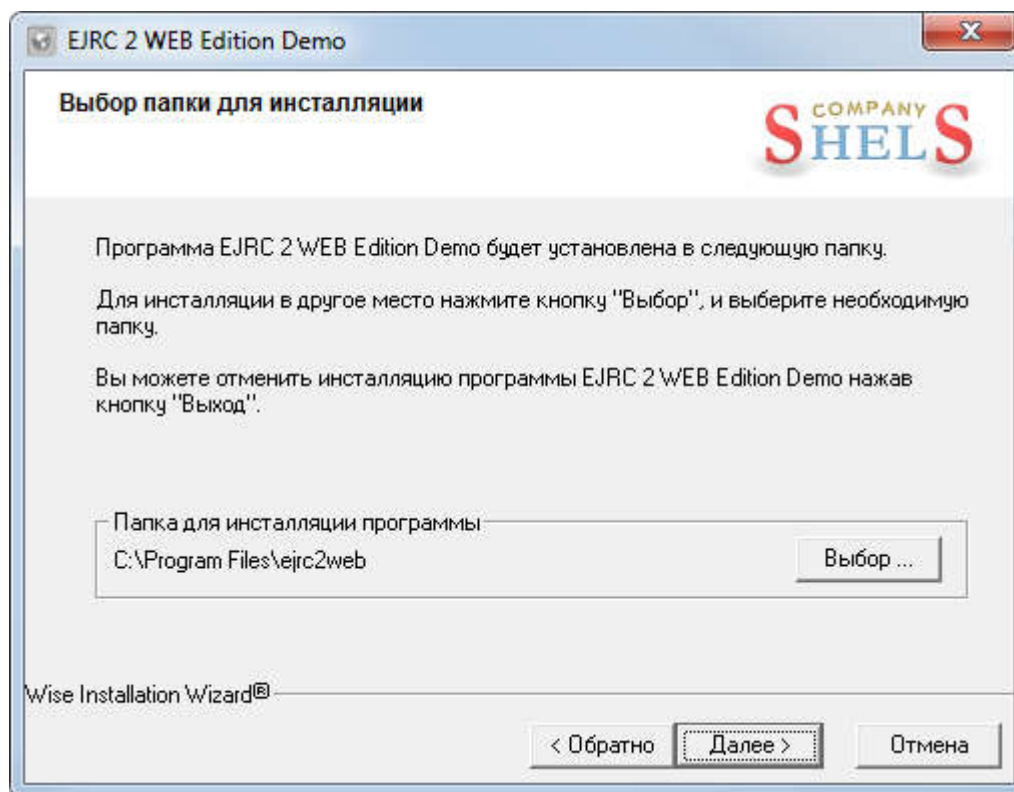 EJRC 2 WEB Edition Demo
Выбор папки для инсталляции
COMPANY
SHELS
Программа EJRC 2 WEB Edition Demo будет установлена в следующую папку.
Для инсталляции в другое место нажмите кнопку "Выбор", и выберите необходимую
папку.
Вы можете отменить инсталляцию программы EJRC 2 WEB Edition Demo нажав
кнопку "Выход".
Папка для инсталляции программы
C:\Program Files\ejrc2web
Выбор ...
Wise Installation Wizard®
< Обратно
Далее >
Отмена